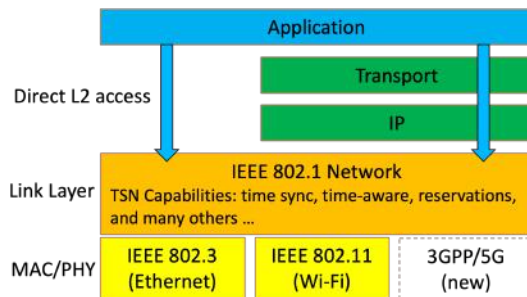 Application
Direct L2 access
Transport
IP
Link Layer
IEEE 802.1 Network
TSN Capabilities: time sync, time-aware, reservations,
and many others ...
MAC/PHY
IEEE 802.3
(Ethernet)
IEEE 802.11
(Wi-Fi)
3GPP/5G
(new)